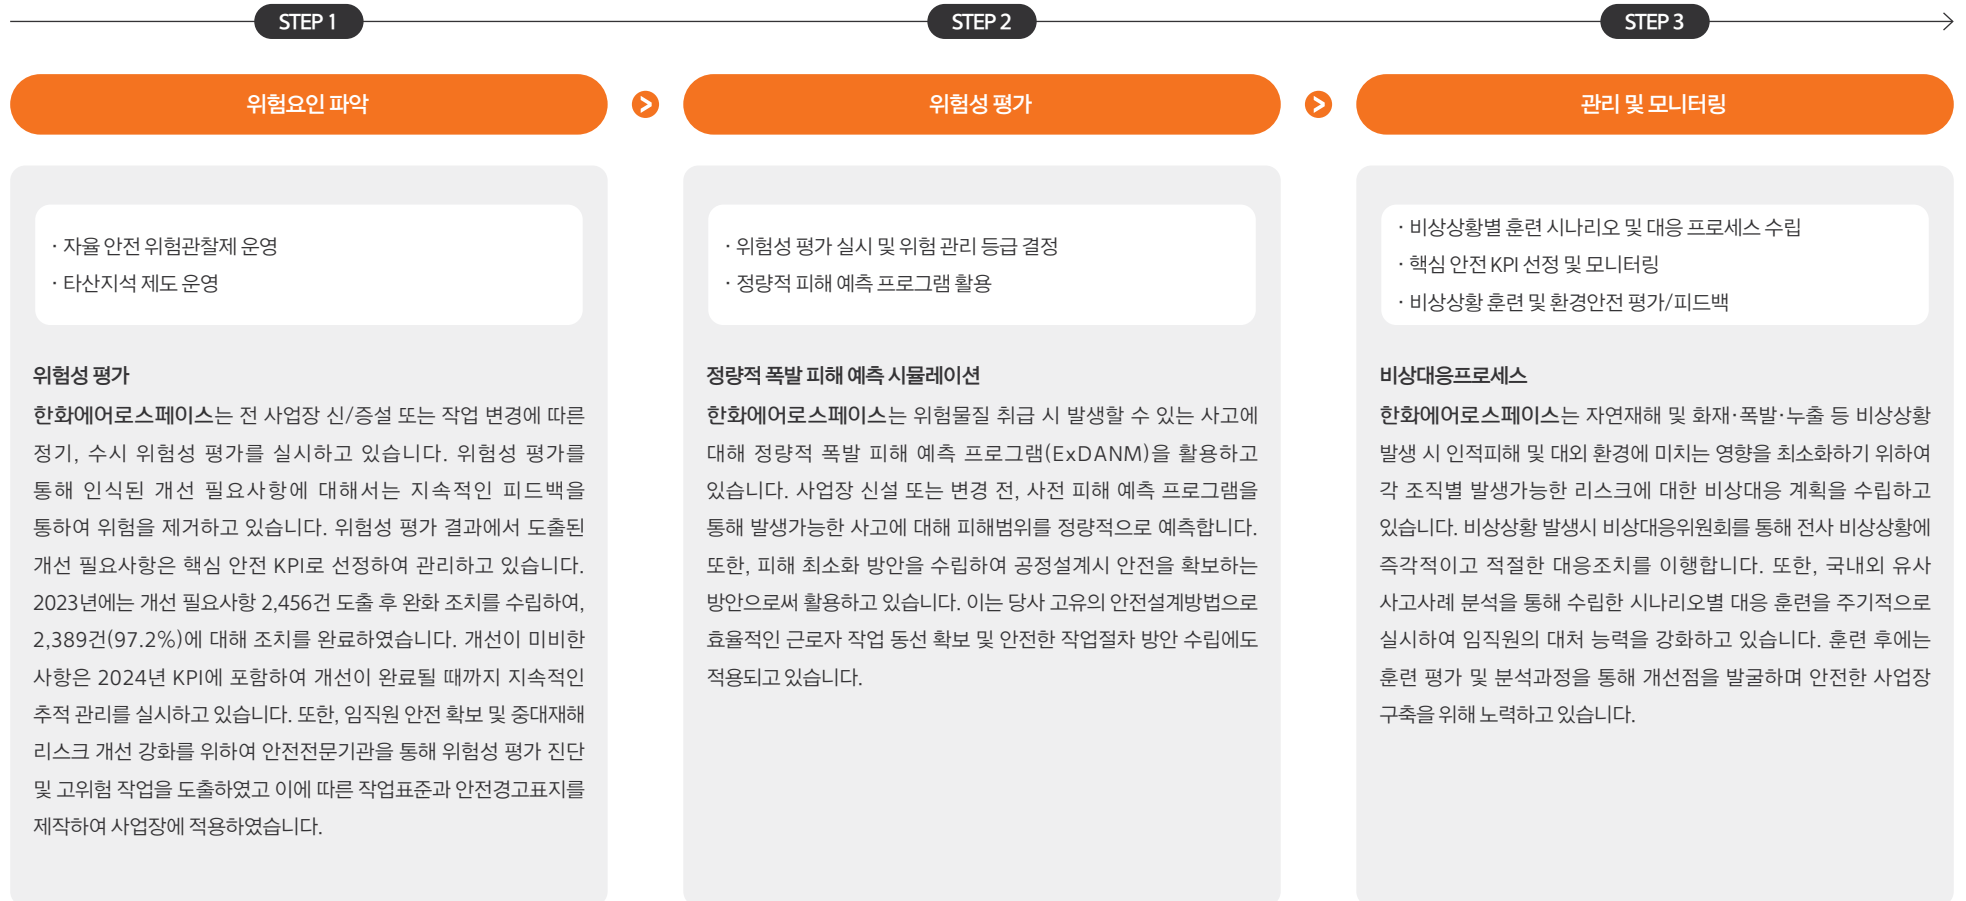 STEP 1
STEP 2
STEP 3
위험요인 파악
위험성 평가
관리 및 모니터링
· 자율 안전 위험관찰제 운영
· 타산지석 제도 운영
위험성 평가
한화에어로스페이스는 전 사업장 신/증설 또는 작업 변경에 따른
정기, 수시 위험성 평가를 실시하고 있습니다. 위험성 평가를
통해 인식된 개선 필요사항에 대해서는 지속적인 피드백을
통하여 위험을 제거하고 있습니다. 위험성 평가 결과에서 도출된
개선 필요사항은 핵심 안전 KPI로 선정하여 관리하고 있습니다.
2023년에는 개선 필요사항 2,456건 도출 후 완화 조치를 수립하여,
2,389건(97.2%)에 대해 조치를 완료하였습니다. 개선이 미비한
사항은 2024년 KPI에 포함하여 개선이 완료될 때까지 지속적인
추적 관리를 실시하고 있습니다. 또한, 임직원 안전 확보 및 중대재해
리스크 개선 강화를 위하여 안전전문기관을 통해 위험성 평가 진단
및 고위험 작업을 도출하였고 이에 따른 작업표준과 안전경고표지를
제작하여 사업장에 적용하였습니다.
· 위험성 평가 실시 및 위험 관리 등급 결정
· 정량적 피해 예측 프로그램 활용
정량적 폭발 피해 예측 시뮬레이션
한화에어로스페이스는 위험물질 취급 시 발생할 수 있는 사고에
대해 정량적 폭발 피해 예측 프로그램(ExDANM)을 활용하고
있습니다. 사업장 신설 또는 변경 전, 사전 피해 예측 프로그램을
통해 발생가능한 사고에 대해 피해범위를 정량적으로 예측합니다.
또한, 피해 최소화 방안을 수립하여 공정설계시 안전을 확보하는
방안으로써 활용하고 있습니다. 이는 당사 고유의 안전설계방법으로
효율적인 근로자 작업 동선 확보 및 안전한 작업절차 방안 수립에도
적용되고 있습니다.
· 비상상황별 훈련 시나리오 및 대응 프로세스 수립
· 핵심 안전 KPI 선정 및 모니터링
· 비상상황 훈련 및 환경안전 평가/피드백
비상대응프로세스
한화에어로스페이스는 자연재해 및 화재·폭발·누출 등 비상상황
발생 시 인적피해 및 대외 환경에 미치는 영향을 최소화하기 위하여
각 조직별 발생가능한 리스크에 대한 비상대응 계획을 수립하고
있습니다. 비상상황 발생시 비상대응위원회를 통해 전사 비상상황에
즉각적이고 적절한 대응조치를 이행합니다. 또한, 국내외 유사
사고사례 분석을 통해 수립한 시나리오별 대응 훈련을 주기적으로
실시하여 임직원의 대처 능력을 강화하고 있습니다. 훈련 후에는
훈련 평가 및 분석과정을 통해 개선점을 발굴하며 안전한 사업장
구축을 위해 노력하고 있습니다.